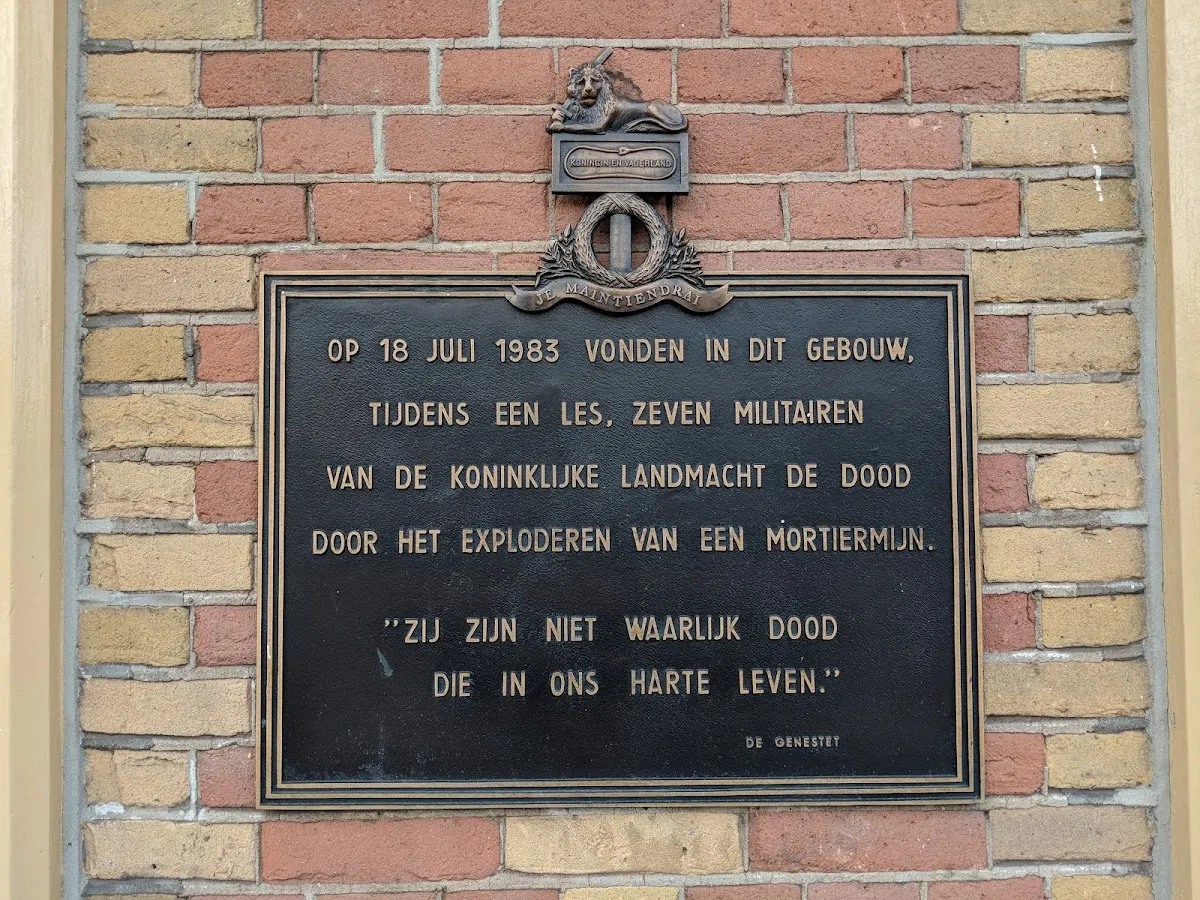 KONINGIN EN VADERLAND
JE MAINTIENDRAI
OP 18 JULI 1983 VONDEN IN DIT GEBOUW,
TIJDENS EEN LES, ZEVEN MILITAIREN
VAN DE KONINKLIJKE LANDMACHT DE DOOD
DOOR HET EXPLODEREN VAN EEN MORTIERMIJN.
"ZIJ ZIJN NIET WAARLIJK DOOD
DIE IN ONS HARTE LEVEN."
DE GENESTET